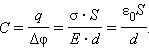 C = q / Δφ = σ · S / E · d = ε₀S / d.